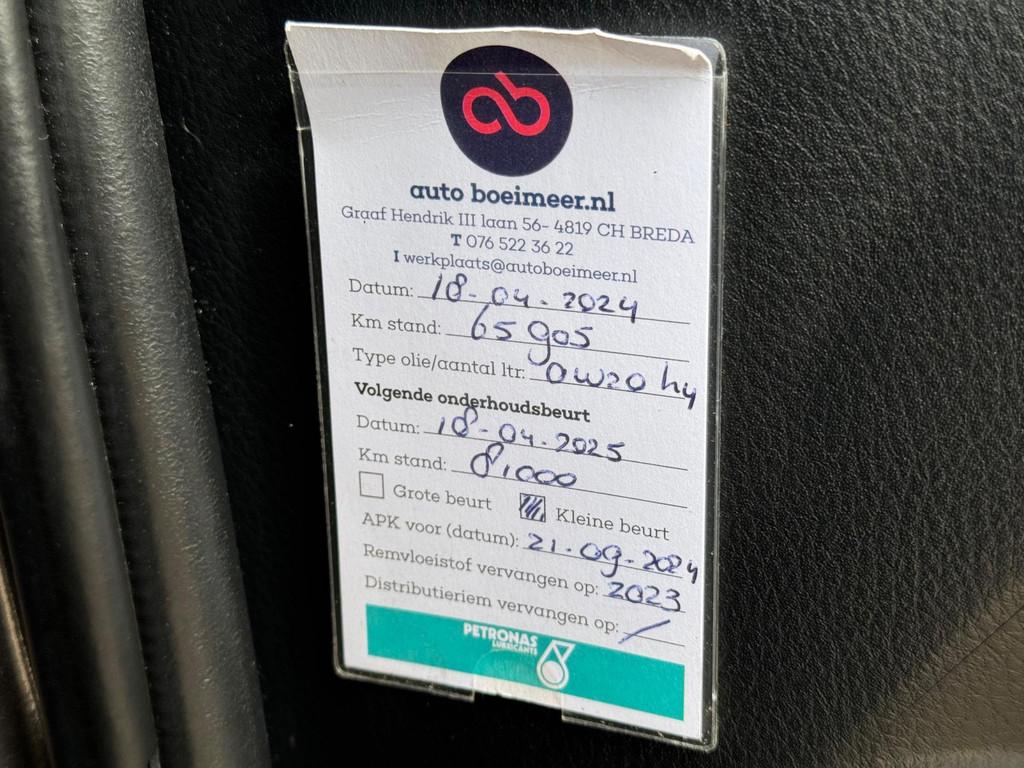 ab
auto boeimeer.nl
Graaf Hendrik III laan 56- 4819 CH BREDA
T 076 522 36 22
I werkplaats@autoboeimeer.nl
Datum: 18-04-2024
Km stand: 65905
Type olie/aantal ltr: 0W20 hy
Volgende onderhoudsbeurt
Datum: 18-04-2025
Km stand: 81000
Grote beurt Kleine beurt
APK voor (datum): 21-09-2024
Remvloeistof vervangen op: 2023
Distributieriem vervangen op: /
PETRONAS
LUBRICANTS